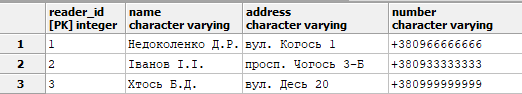 reader_id name address number
[PK] integer character varying character varying character varying
1 1 Недоколенко Д.Р. вул. Когось 1 +380966666666
2 2 Іванов І.І. просп. Чогось 3-Б +380933333333
3 3 Хтось Б.Д. вул. Десь 20 +380999999999